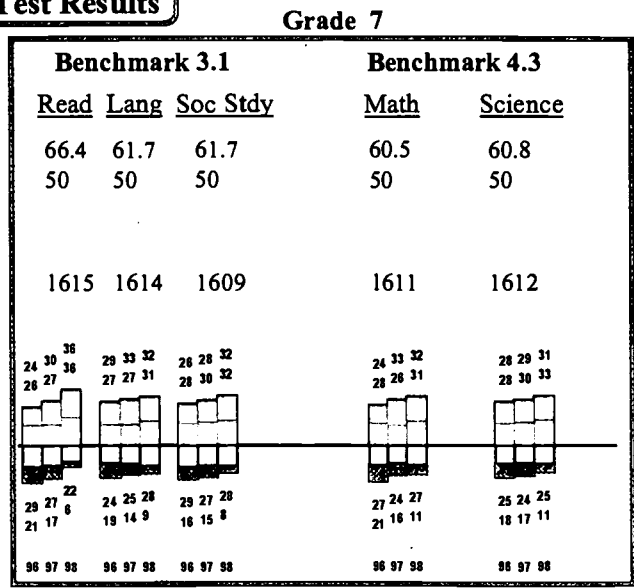 Test Results
Grade 7
Benchmark 3.1 Benchmark 4.3
Read Lang Soc Stdy Math Science
66.4 61.7 61.7 60.5 60.8
50 50 50 50 50
1615 1614 1609 1611 1612
24 30 36 29 33 32 26 28 32 24 33 32 28 29 31
26 27 36 27 27 31 28 30 32 28 26 31 28 30 33
29 27 22 24 25 28 29 27 28 27 24 27 25 24 25
21 17 6 19 14 9 16 15 8 21 16 11 18 17 11
96 97 98 96 97 98 96 97 98 96 97 98 96 97 98